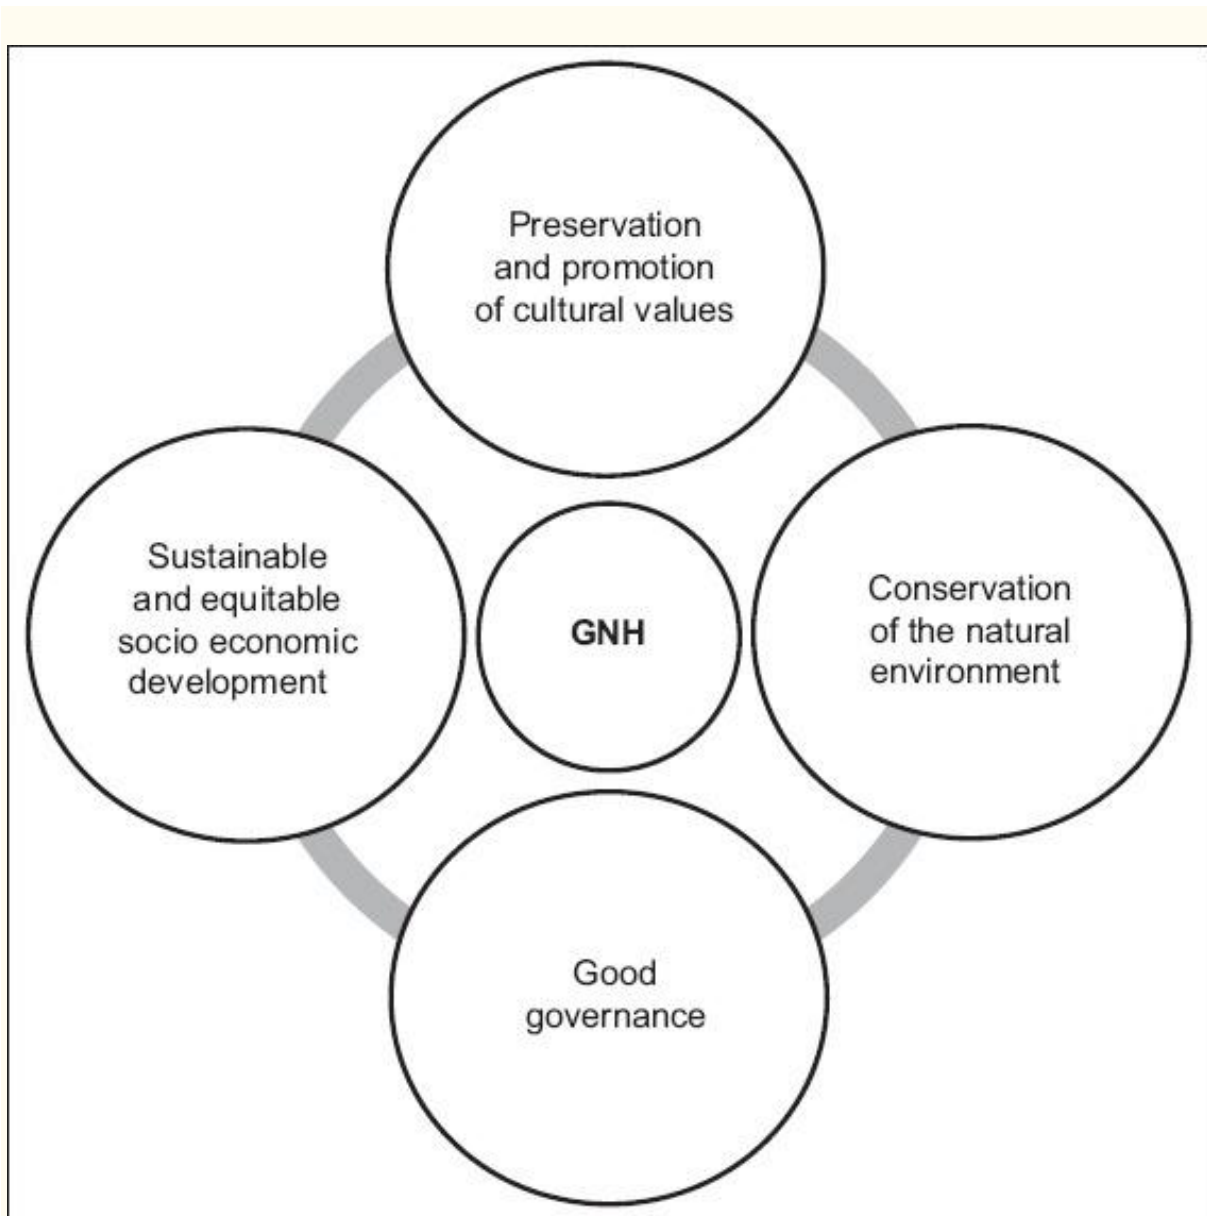 Preservation
and promotion
of cultural values
Sustainable
and equitable
socio economic
development
GNH
Conservation
of the natural
environment
Good
governance